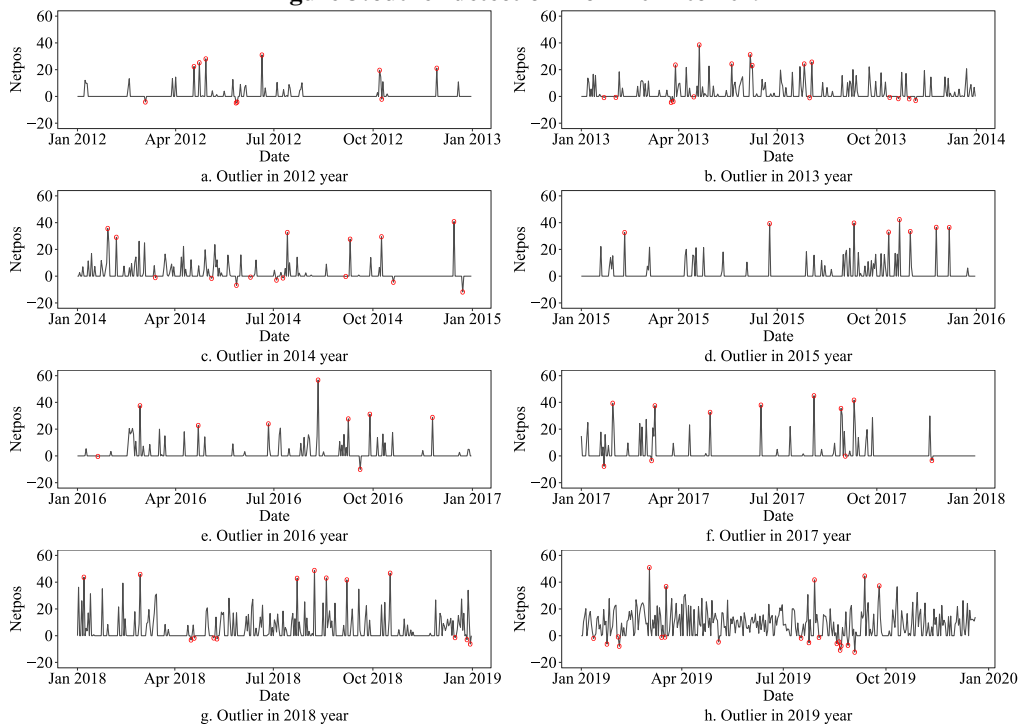 60
40
20
0
−20
Netpos
Jan 2012 Apr 2012 Jul 2012 Oct 2012 Jan 2013
Date
a. Outlier in 2012 year
60
40
20
0
−20
Netpos
Jan 2013 Apr 2013 Jul 2013 Oct 2013 Jan 2014
Date
b. Outlier in 2013 year
60
40
20
0
−20
Netpos
Jan 2014 Apr 2014 Jul 2014 Oct 2014 Jan 2015
Date
c. Outlier in 2014 year
60
40
20
0
−20
Netpos
Jan 2015 Apr 2015 Jul 2015 Oct 2015 Jan 2016
Date
d. Outlier in 2015 year
60
40
20
0
−20
Netpos
Jan 2016 Apr 2016 Jul 2016 Oct 2016 Jan 2017
Date
e. Outlier in 2016 year
60
40
20
0
−20
Netpos
Jan 2017 Apr 2017 Jul 2017 Oct 2017 Jan 2018
Date
f. Outlier in 2017 year
60
40
20
0
−20
Netpos
Jan 2018 Apr 2018 Jul 2018 Oct 2018 Jan 2019
Date
g. Outlier in 2018 year
60
40
20
0
−20
Netpos
Jan 2019 Apr 2019 Jul 2019 Oct 2019 Jan 2020
Date
h. Outlier in 2019 year